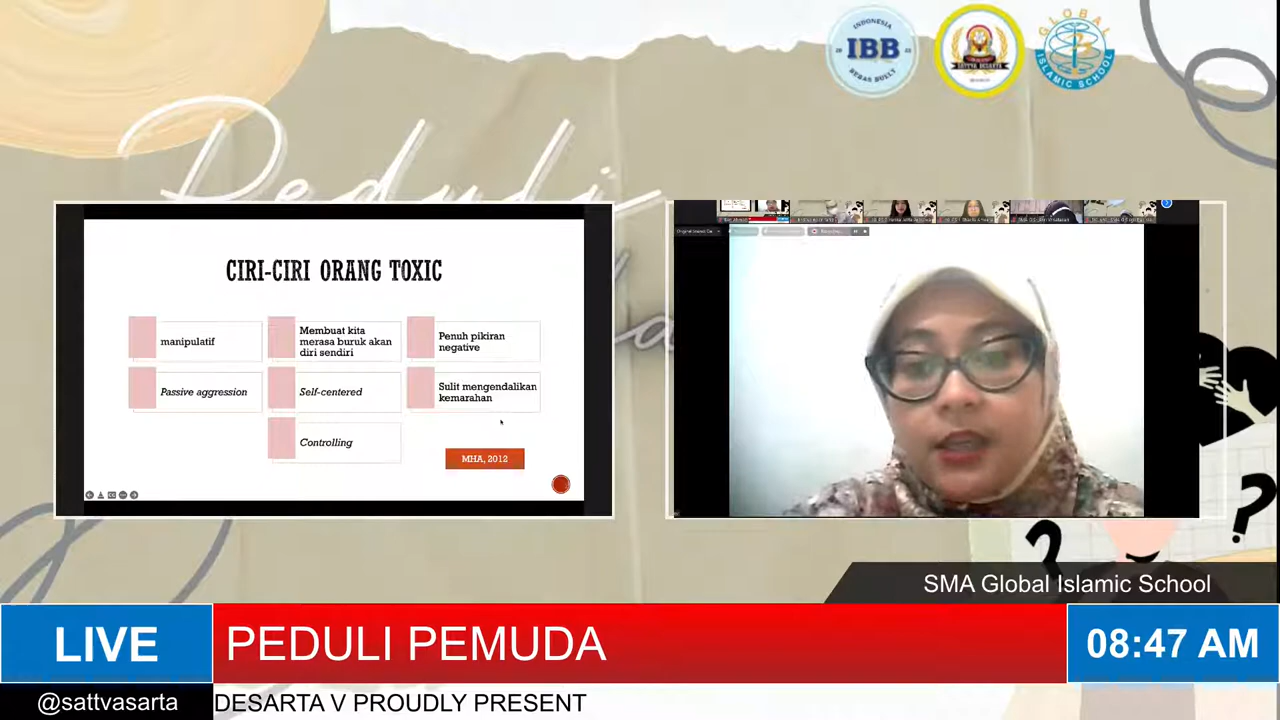 INDONESIA
IBB
BEBAS BULLY
SATTVA DESARTA
GLOBAL
ISLAMIC SCHOOL
Peduli
CIRI-CIRI ORANG TOXIC
manipulatif
Membuat kita
merasa buruk akan
diri sendiri
Penuh pikiran
negative
Passive aggression
Self-centered
Sulit mengendalikan
kemarahan
Controlling
MHA, 2012
SMA Global Islamic School
LIVE
PEDULI PEMUDA
08:47 AM
@sattvasarta
DESARTA V PROUDLY PRESENT